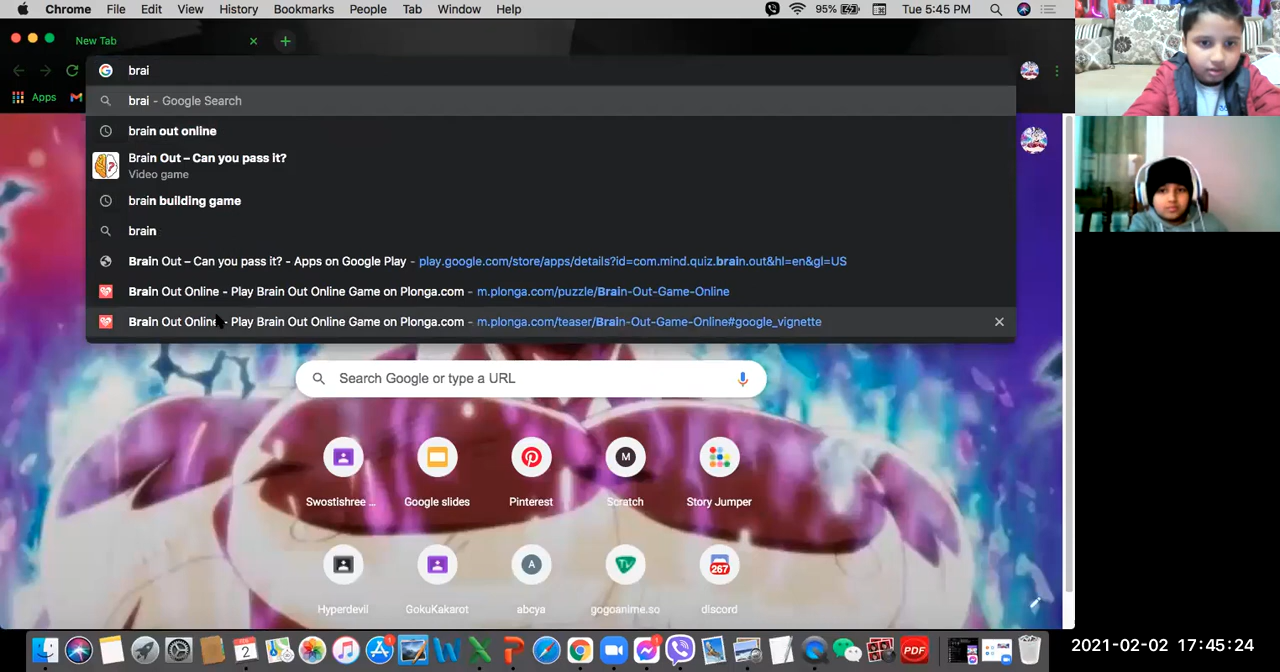 Chrome File Edit View History Bookmarks People Tab Window Help 95% Tue 5:45 PM
New Tab
brai
Apps
brai - Google Search
brain out online
Brain Out – Can you pass it?
Video game
brain building game
brain
Brain Out – Can you pass it? - Apps on Google Play - play.google.com/store/apps/details?id=com.mind.quiz.brain.out&hl=en&gl=US
Brain Out Online - Play Brain Out Online Game on Plonga.com - m.plonga.com/puzzle/Brain-Out-Game-Online
Brain Out Online - Play Brain Out Online Game on Plonga.com - m.plonga.com/teaser/Brain-Out-Game-Online#google_vignette
Search Google or type a URL
M
Swostishree ... Google slides Pinterest Scratch Story Jumper
A TV 267
Hyperdevil GokuKakarot abcya gogoanime.so discord
2 PDF
2021-02-02 17:45:24